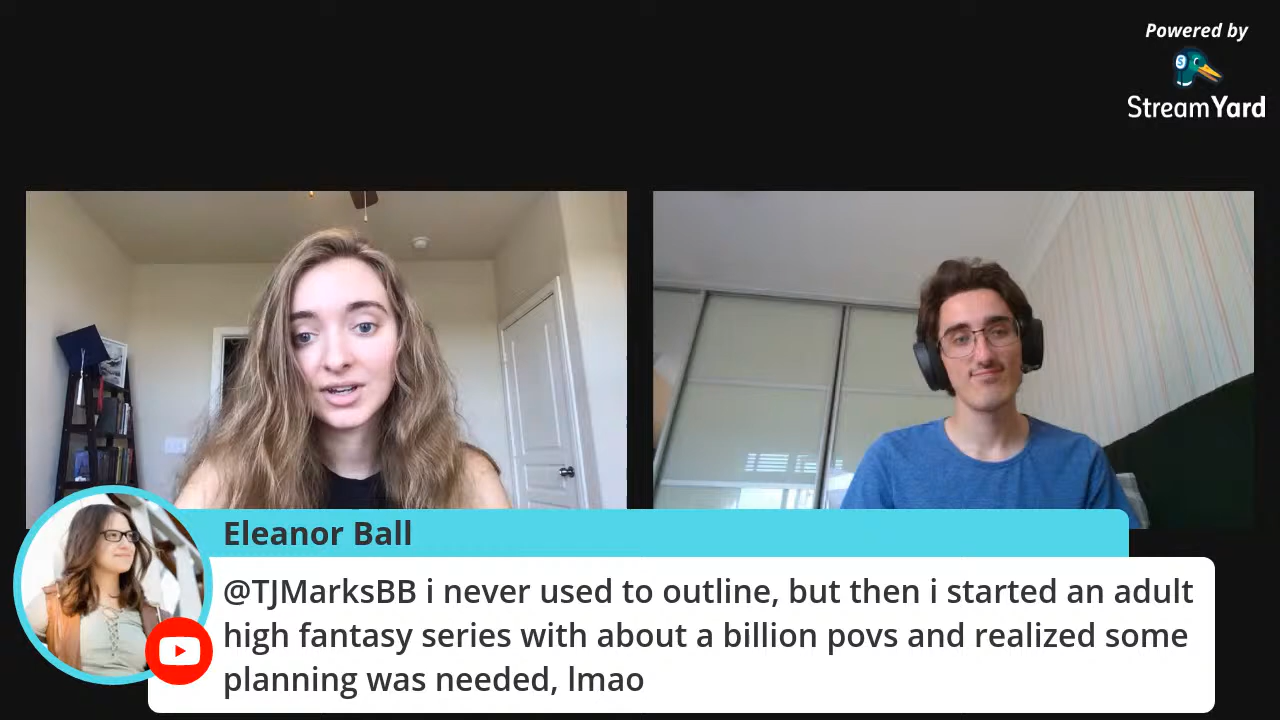 Powered by
StreamYard
Eleanor Ball
@TJMarksBB i never used to outline, but then i started an adult
high fantasy series with about a billion povs and realized some
planning was needed, lmao